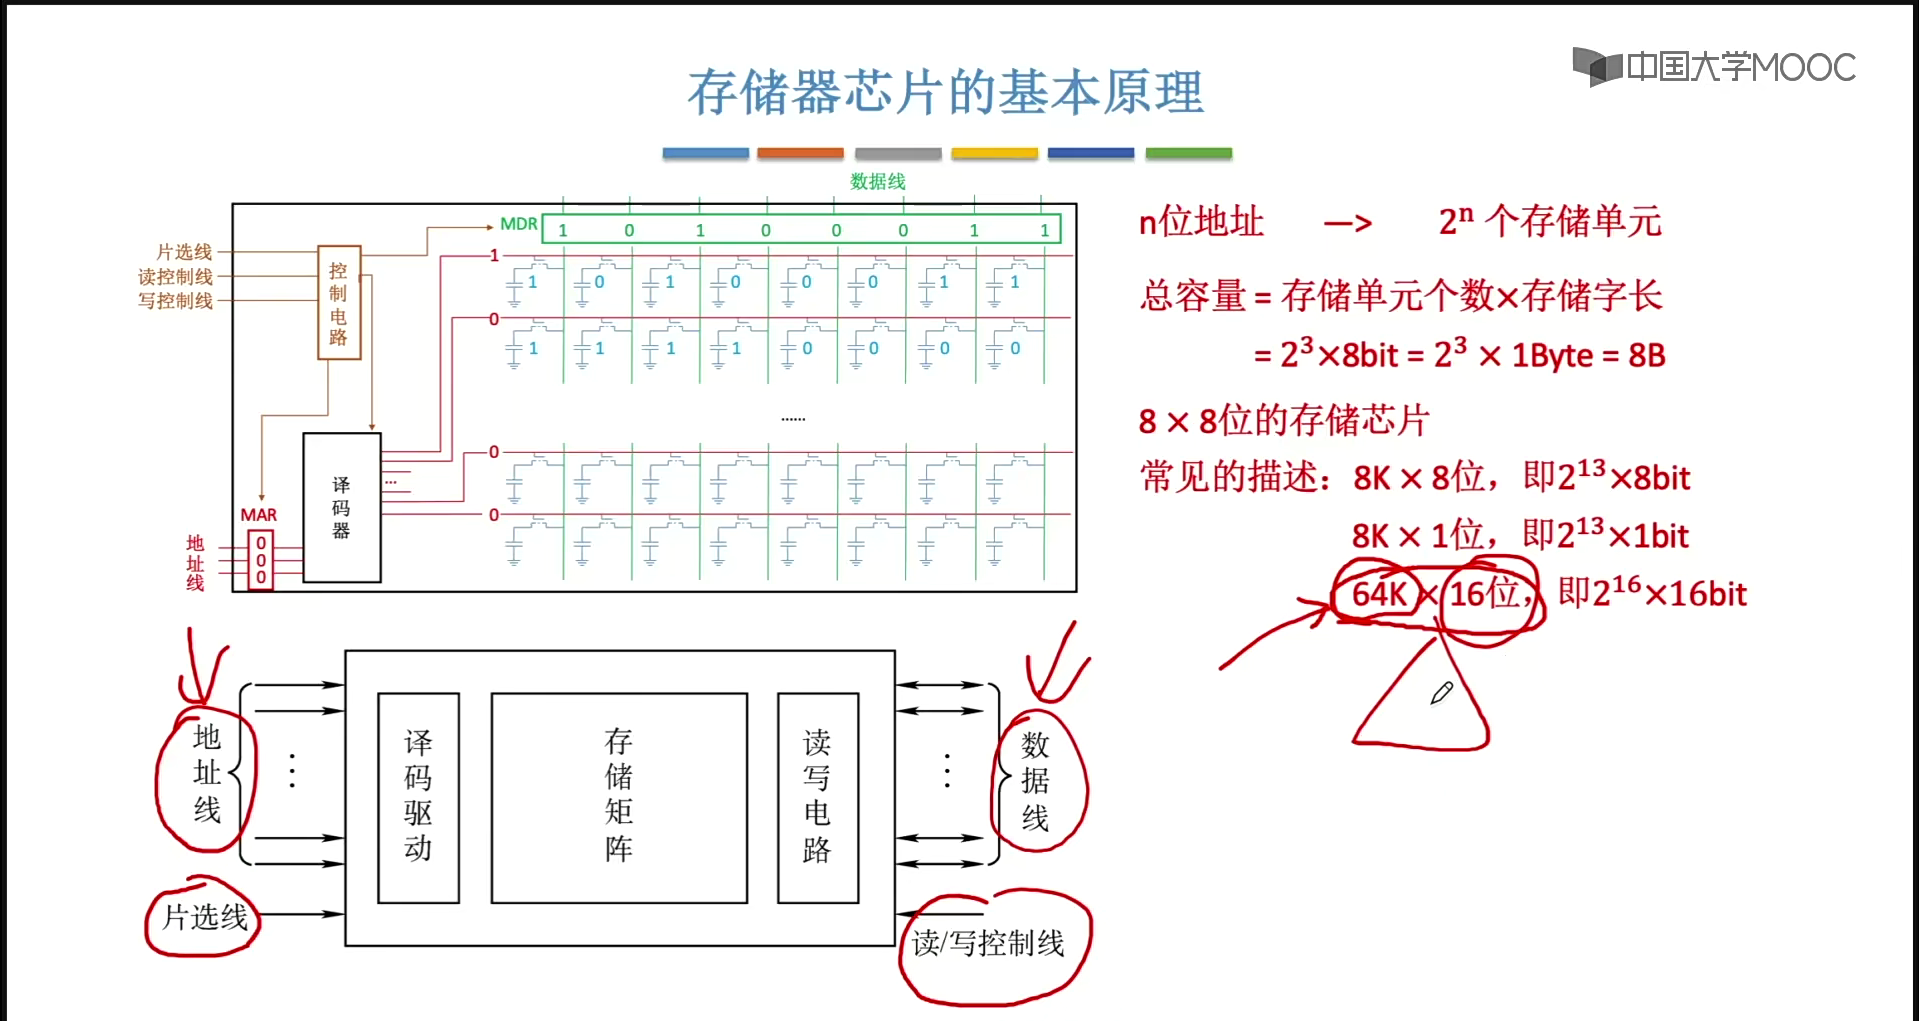 中国大学MOOC
存储器芯片的基本原理
数据线
MDR 1 0 1 0 0 0 1 1
片选线
读控制线
写控制线
控制电路
1
1 0 1 0 0 0 1 1
0
1 1 1 1 0 0 0 0
......
0
0
译码器
...
MAR
地址线
0
0
0
n位地址 —> 2ⁿ 个存储单元
总容量 = 存储单元个数×存储字长
= 2³×8bit = 2³ × 1Byte = 8B
8 × 8位的存储芯片
常见的描述：8K × 8位，即2¹³×8bit
8K × 1位，即2¹³×1bit
64K × 16位，即2¹⁶×16bit
地址线
片选线
译码驱动
存储矩阵
读写电路
数据线
读/写控制线